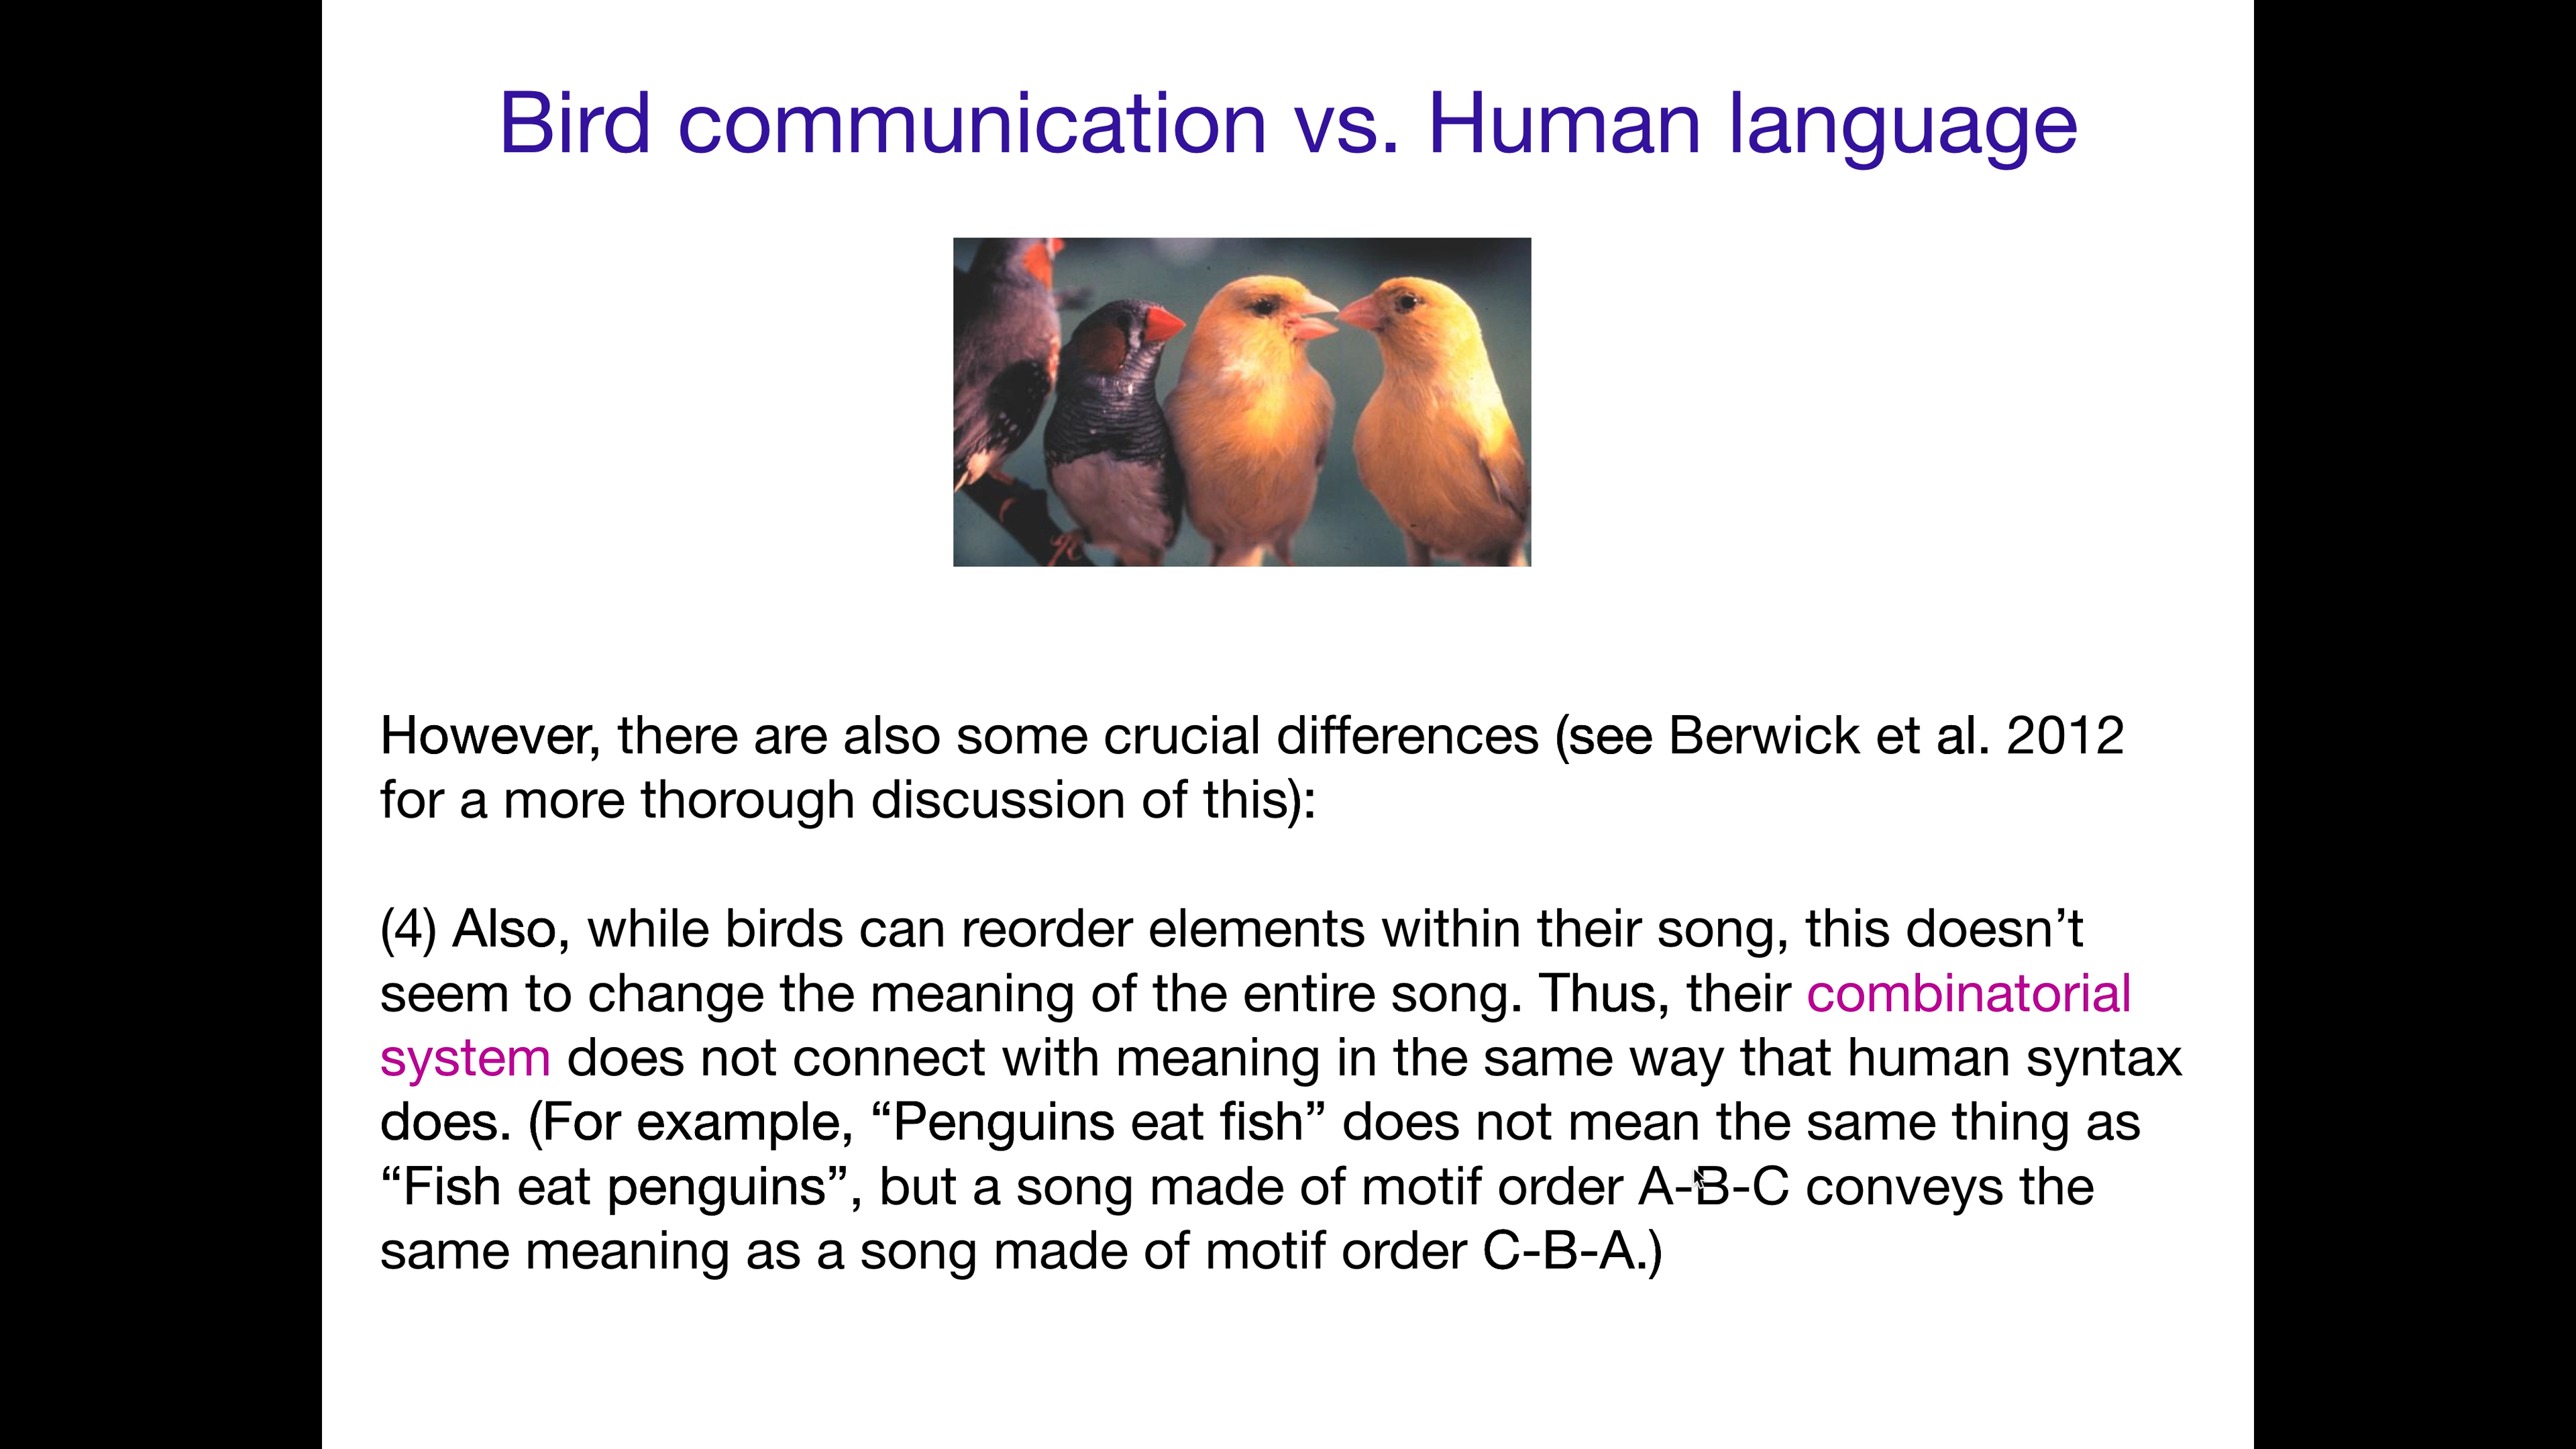 Bird communication vs. Human language
However, there are also some crucial differences (see Berwick et al. 2012
for a more thorough discussion of this):
(4) Also, while birds can reorder elements within their song, this doesn’t
seem to change the meaning of the entire song. Thus, their combinatorial
system does not connect with meaning in the same way that human syntax
does. (For example, “Penguins eat fish” does not mean the same thing as
“Fish eat penguins”, but a song made of motif order A-B-C conveys the
same meaning as a song made of motif order C-B-A.)